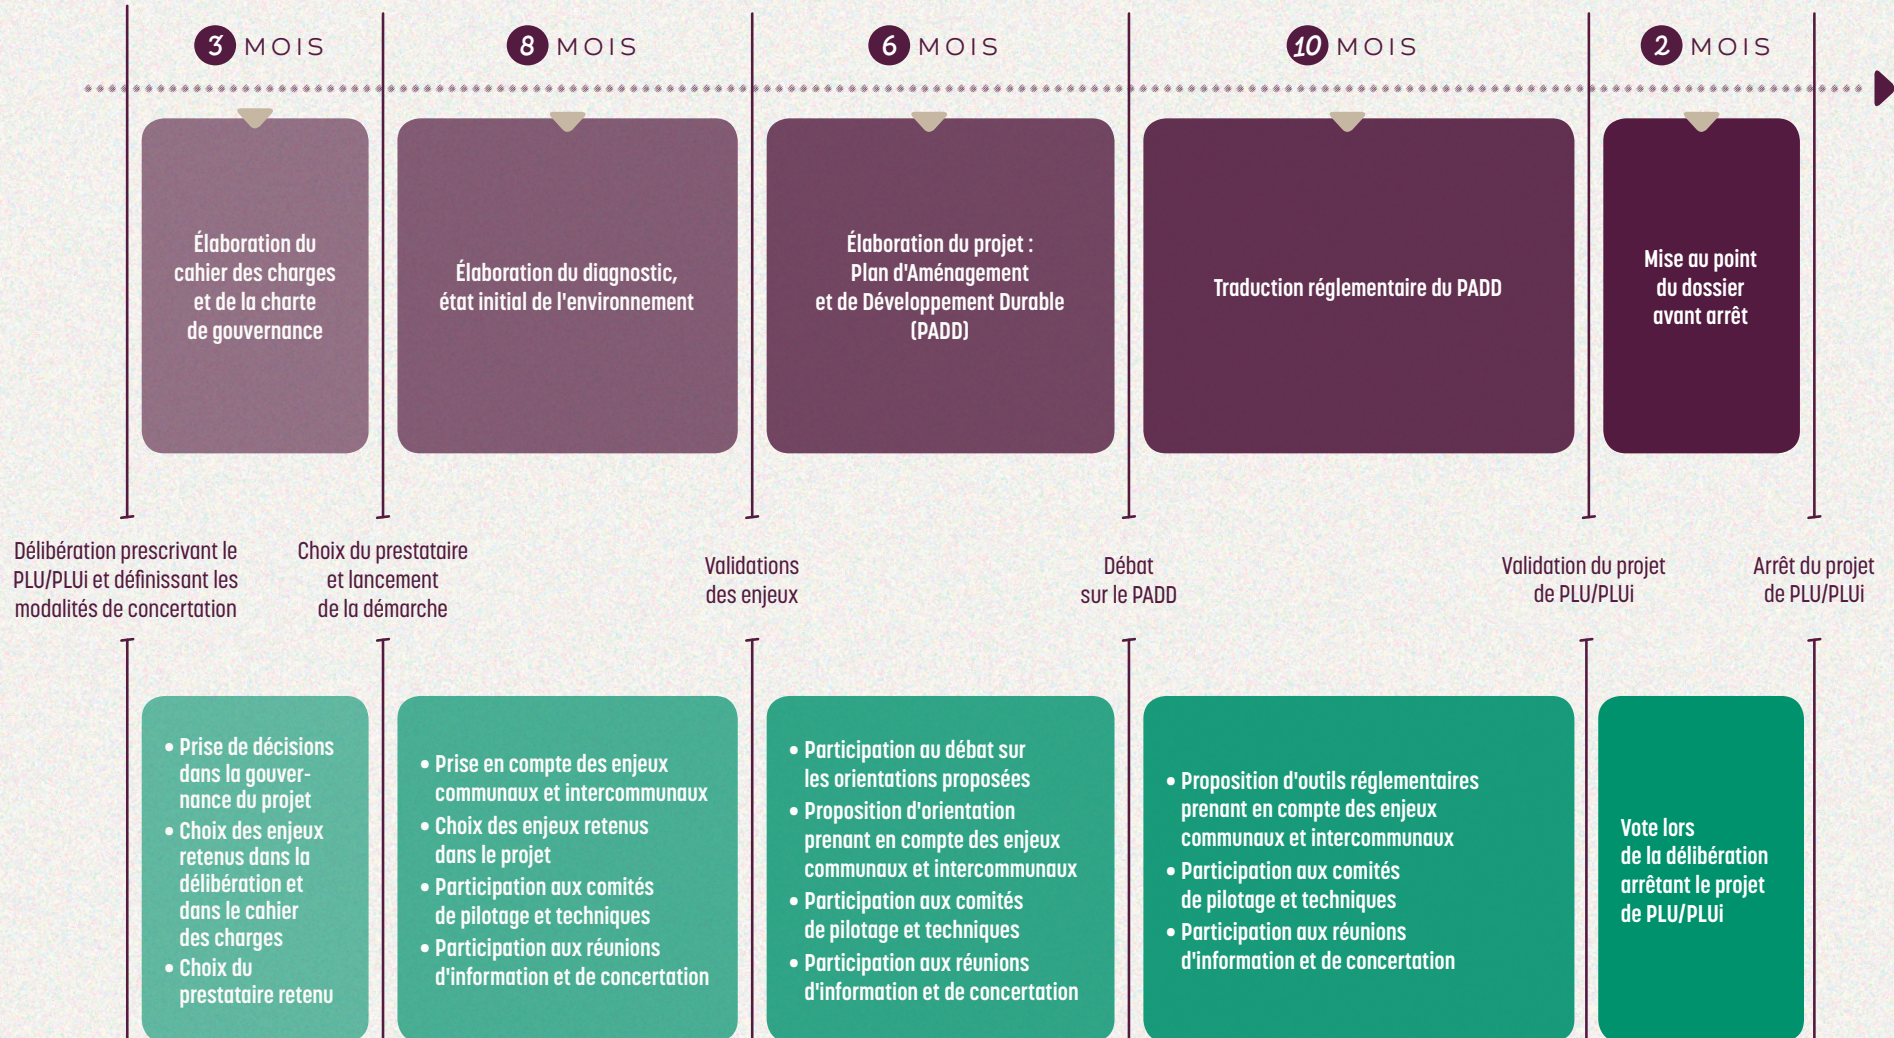 3 MOIS
8 MOIS
6 MOIS
10 MOIS
2 MOIS
Élaboration du
cahier des charges
et de la charte
de gouvernance
Élaboration du diagnostic,
état initial de l'environnement
Élaboration du projet :
Plan d'Aménagement
et de Développement Durable
(PADD)
Traduction réglementaire du PADD
Mise au point
du dossier
avant arrêt
Délibération prescrivant le
PLU/PLUi et définissant les
modalités de concertation
Choix du prestataire
et lancement
de la démarche
Validations
des enjeux
Débat
sur le PADD
Validation du projet
de PLU/PLUi
Arrêt du projet
de PLU/PLUi
• Prise de décisions
dans la gouver-
nance du projet
• Choix des enjeux
retenus dans la
délibération et
dans le cahier
des charges
• Choix du
prestataire retenu
• Prise en compte des enjeux
communaux et intercommunaux
• Choix des enjeux retenus
dans le projet
• Participation aux comités
de pilotage et techniques
• Participation aux réunions
d'information et de concertation
• Participation au débat sur
les orientations proposées
• Proposition d'orientation
prenant en compte des enjeux
communaux et intercommunaux
• Participation aux comités
de pilotage et techniques
• Participation aux réunions
d'information et de concertation
• Proposition d'outils réglementaires
prenant en compte des enjeux
communaux et intercommunaux
• Participation aux comités
de pilotage et techniques
• Participation aux réunions
d'information et de concertation
Vote lors
de la délibération
arrêtant le projet
de PLU/PLUi